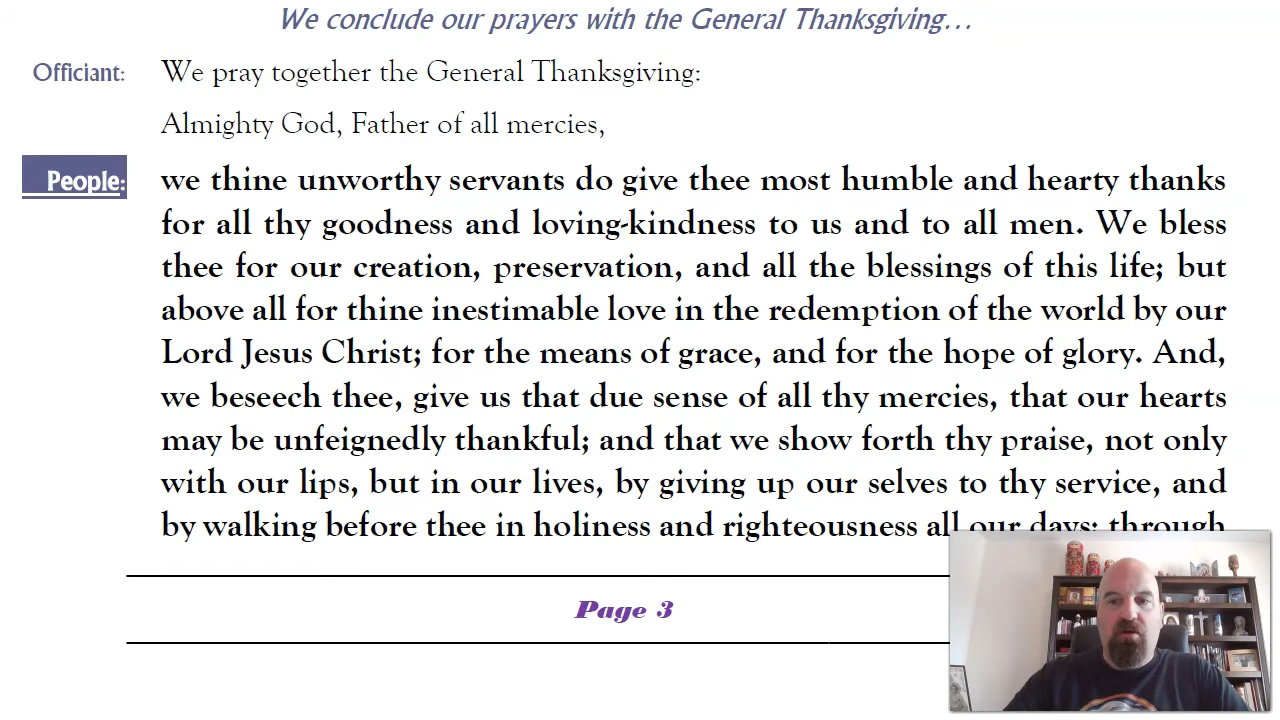 We conclude our prayers with the General Thanksgiving…
Officiant: We pray together the General Thanksgiving:
Almighty God, Father of all mercies,
People: we thine unworthy servants do give thee most humble and hearty thanks
for all thy goodness and loving-kindness to us and to all men. We bless
thee for our creation, preservation, and all the blessings of this life; but
above all for thine inestimable love in the redemption of the world by our
Lord Jesus Christ; for the means of grace, and for the hope of glory. And,
we beseech thee, give us that due sense of all thy mercies, that our hearts
may be unfeignedly thankful; and that we show forth thy praise, not only
with our lips, but in our lives, by giving up our selves to thy service, and
by walking before thee in holiness and righteousness all our days; through
Page 3